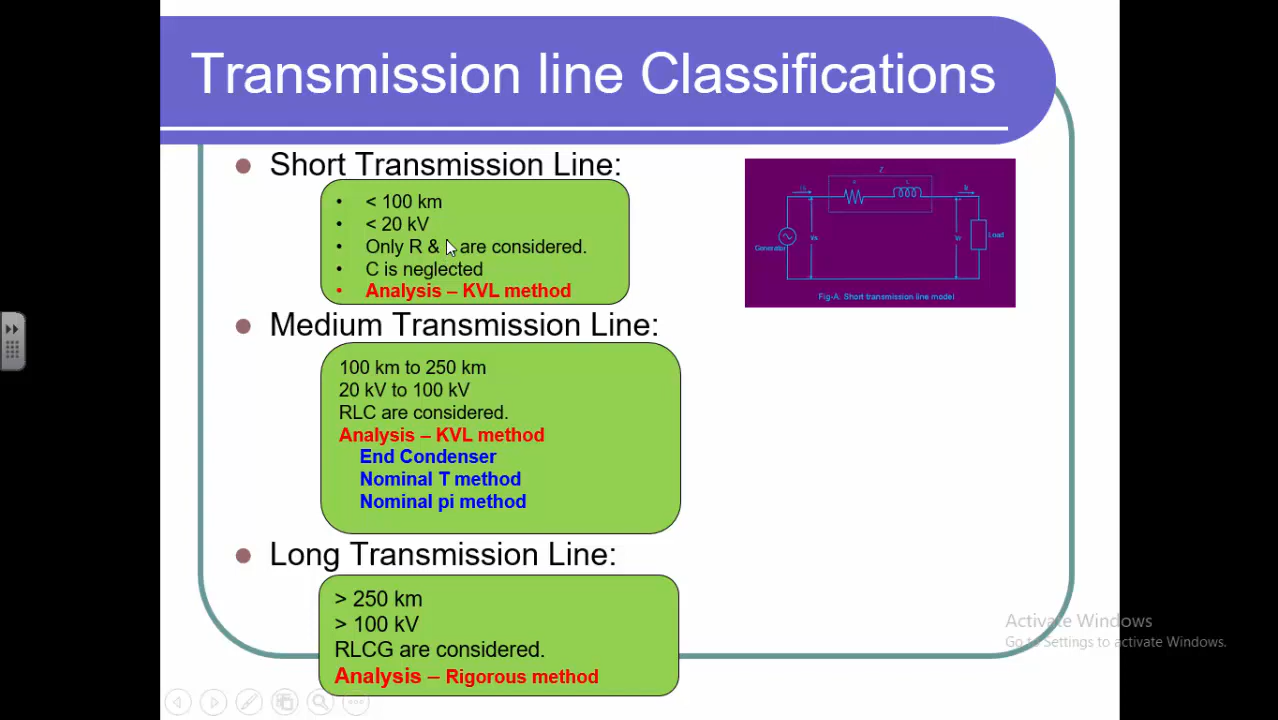 Transmission line Classifications
Short Transmission Line:
< 100 km
< 20 kV
Only R & are considered.
C is neglected
Analysis – KVL method
Z
Generator
Vs
Vr
Load
Fig-A. Short transmission line model
Medium Transmission Line:
100 km to 250 km
20 kV to 100 kV
RLC are considered.
Analysis – KVL method
End Condenser
Nominal T method
Nominal pi method
Long Transmission Line:
> 250 km
> 100 kV
RLCG are considered.
Analysis – Rigorous method
Activate Windows
Go to Settings to activate Windows.